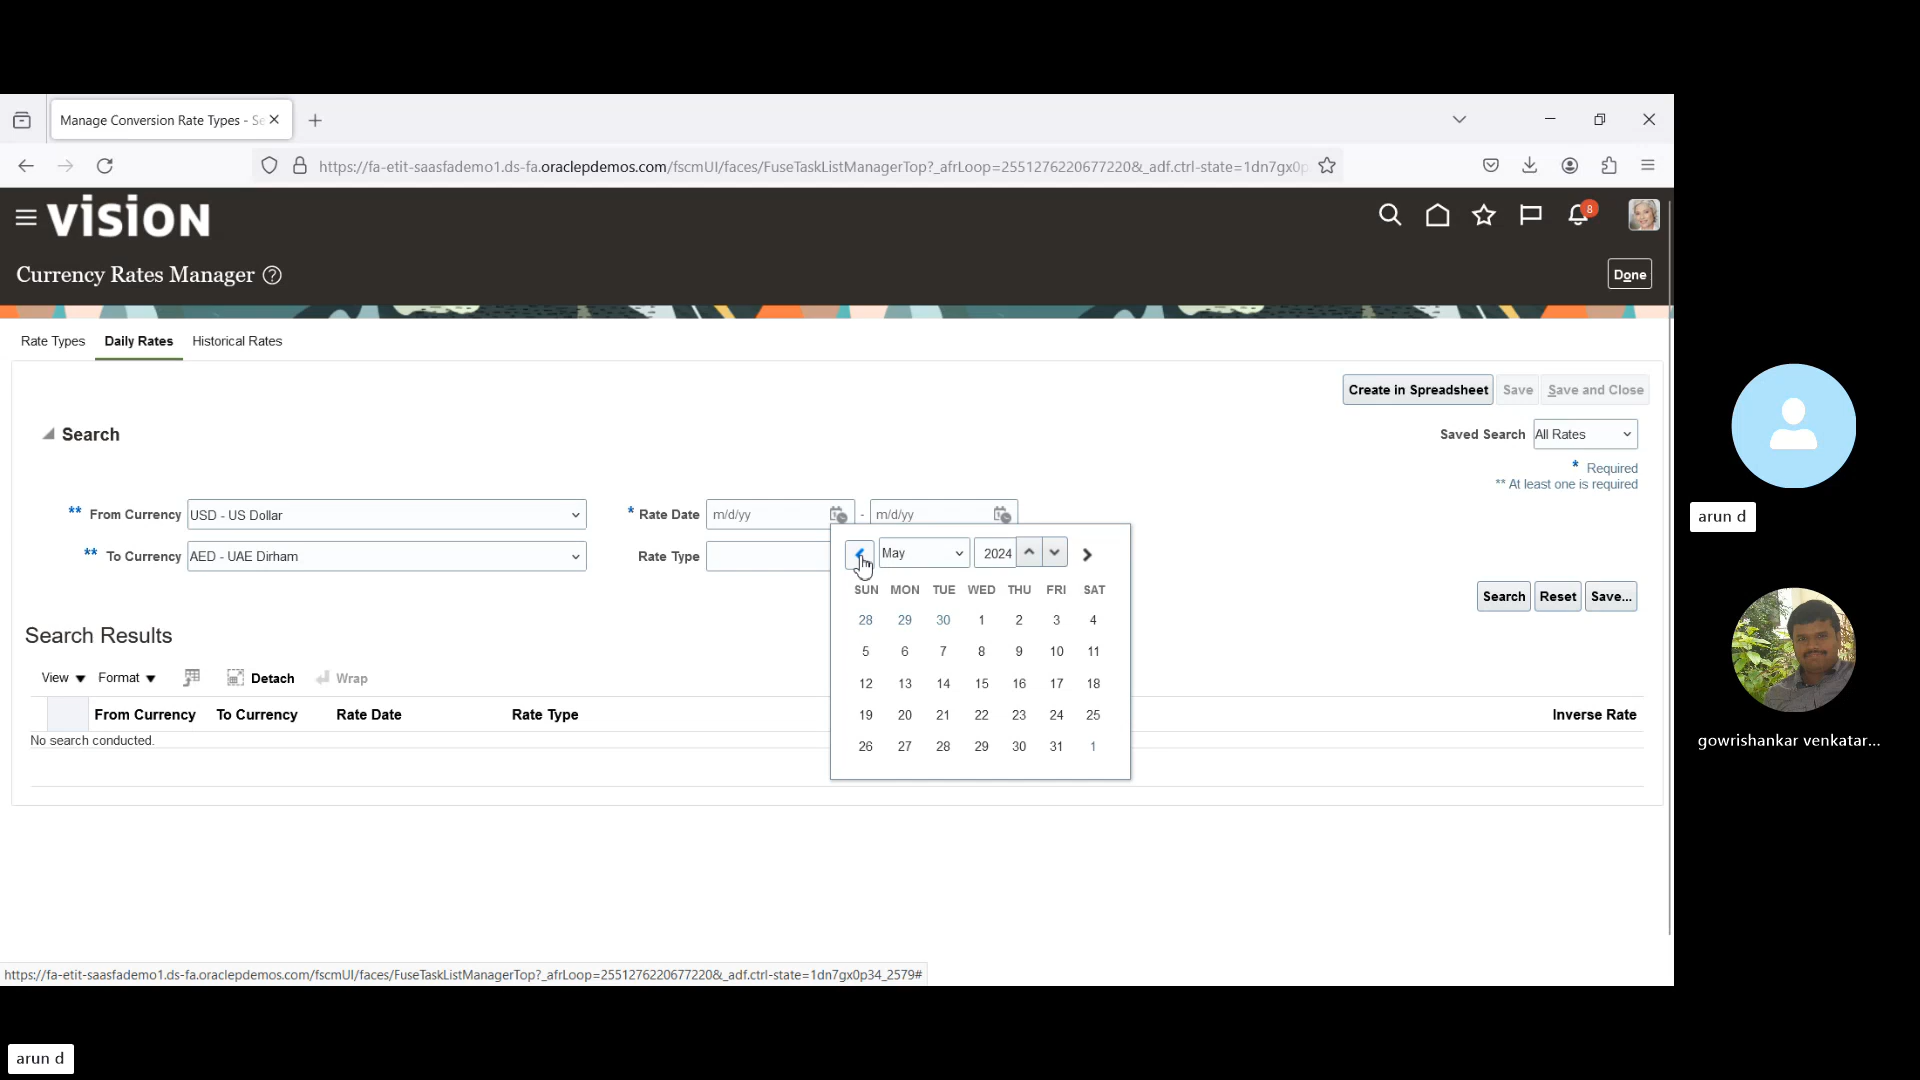 Manage Conversion Rate Types - Se
https://fa-etit-saasfademo1.ds-fa.oraclepdemos.com/fscmUI/faces/FuseTaskListManagerTop?_afrLoop=2551276220677220&_adf.ctrl-state=1dn7gx0p
VISION
8
Currency Rates Manager ?
Done
Rate Types Daily Rates Historical Rates
Create in Spreadsheet Save Save and Close
Search
Saved Search All Rates
* Required
** At least one is required
** From Currency USD - US Dollar * Rate Date m/d/yy - m/d/yy
** To Currency AED - UAE Dirham Rate Type
May 2024
SUN MON TUE WED THU FRI SAT
28 29 30 1 2 3 4
5 6 7 8 9 10 11
12 13 14 15 16 17 18
19 20 21 22 23 24 25
26 27 28 29 30 31 1
Search Reset Save...
Search Results
View Format Detach Wrap
From Currency To Currency Rate Date Rate Type Inverse Rate
No search conducted.
https://fa-etit-saasfademo1.ds-fa.oraclepdemos.com/fscmUI/faces/FuseTaskListManagerTop?_afrLoop=2551276220677220&_adf.ctrl-state=1dn7gx0p34_2579#
arun d
gowrishankar venkatar...
arun d